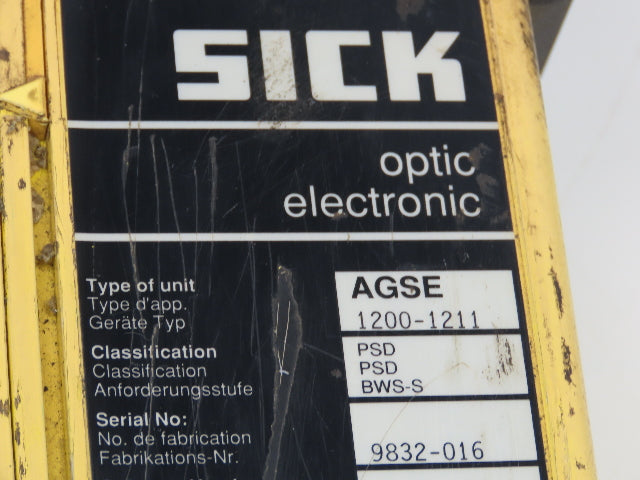 SICK
optic
electronic
Type of unit
Type d'app.
Geräte Typ
AGSE
1200-1211
Classification
Classification
Anforderungsstufe
PSD
PSD
BWS-S
Serial No:
No. de fabrication
Fabrikations-Nr.
9832-016